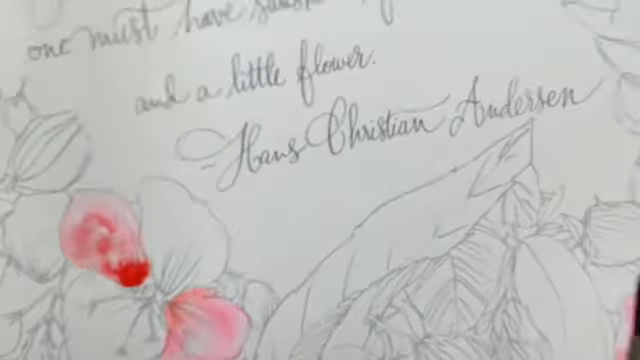 one must have
and a little flower.
-Hans Christian Andersen